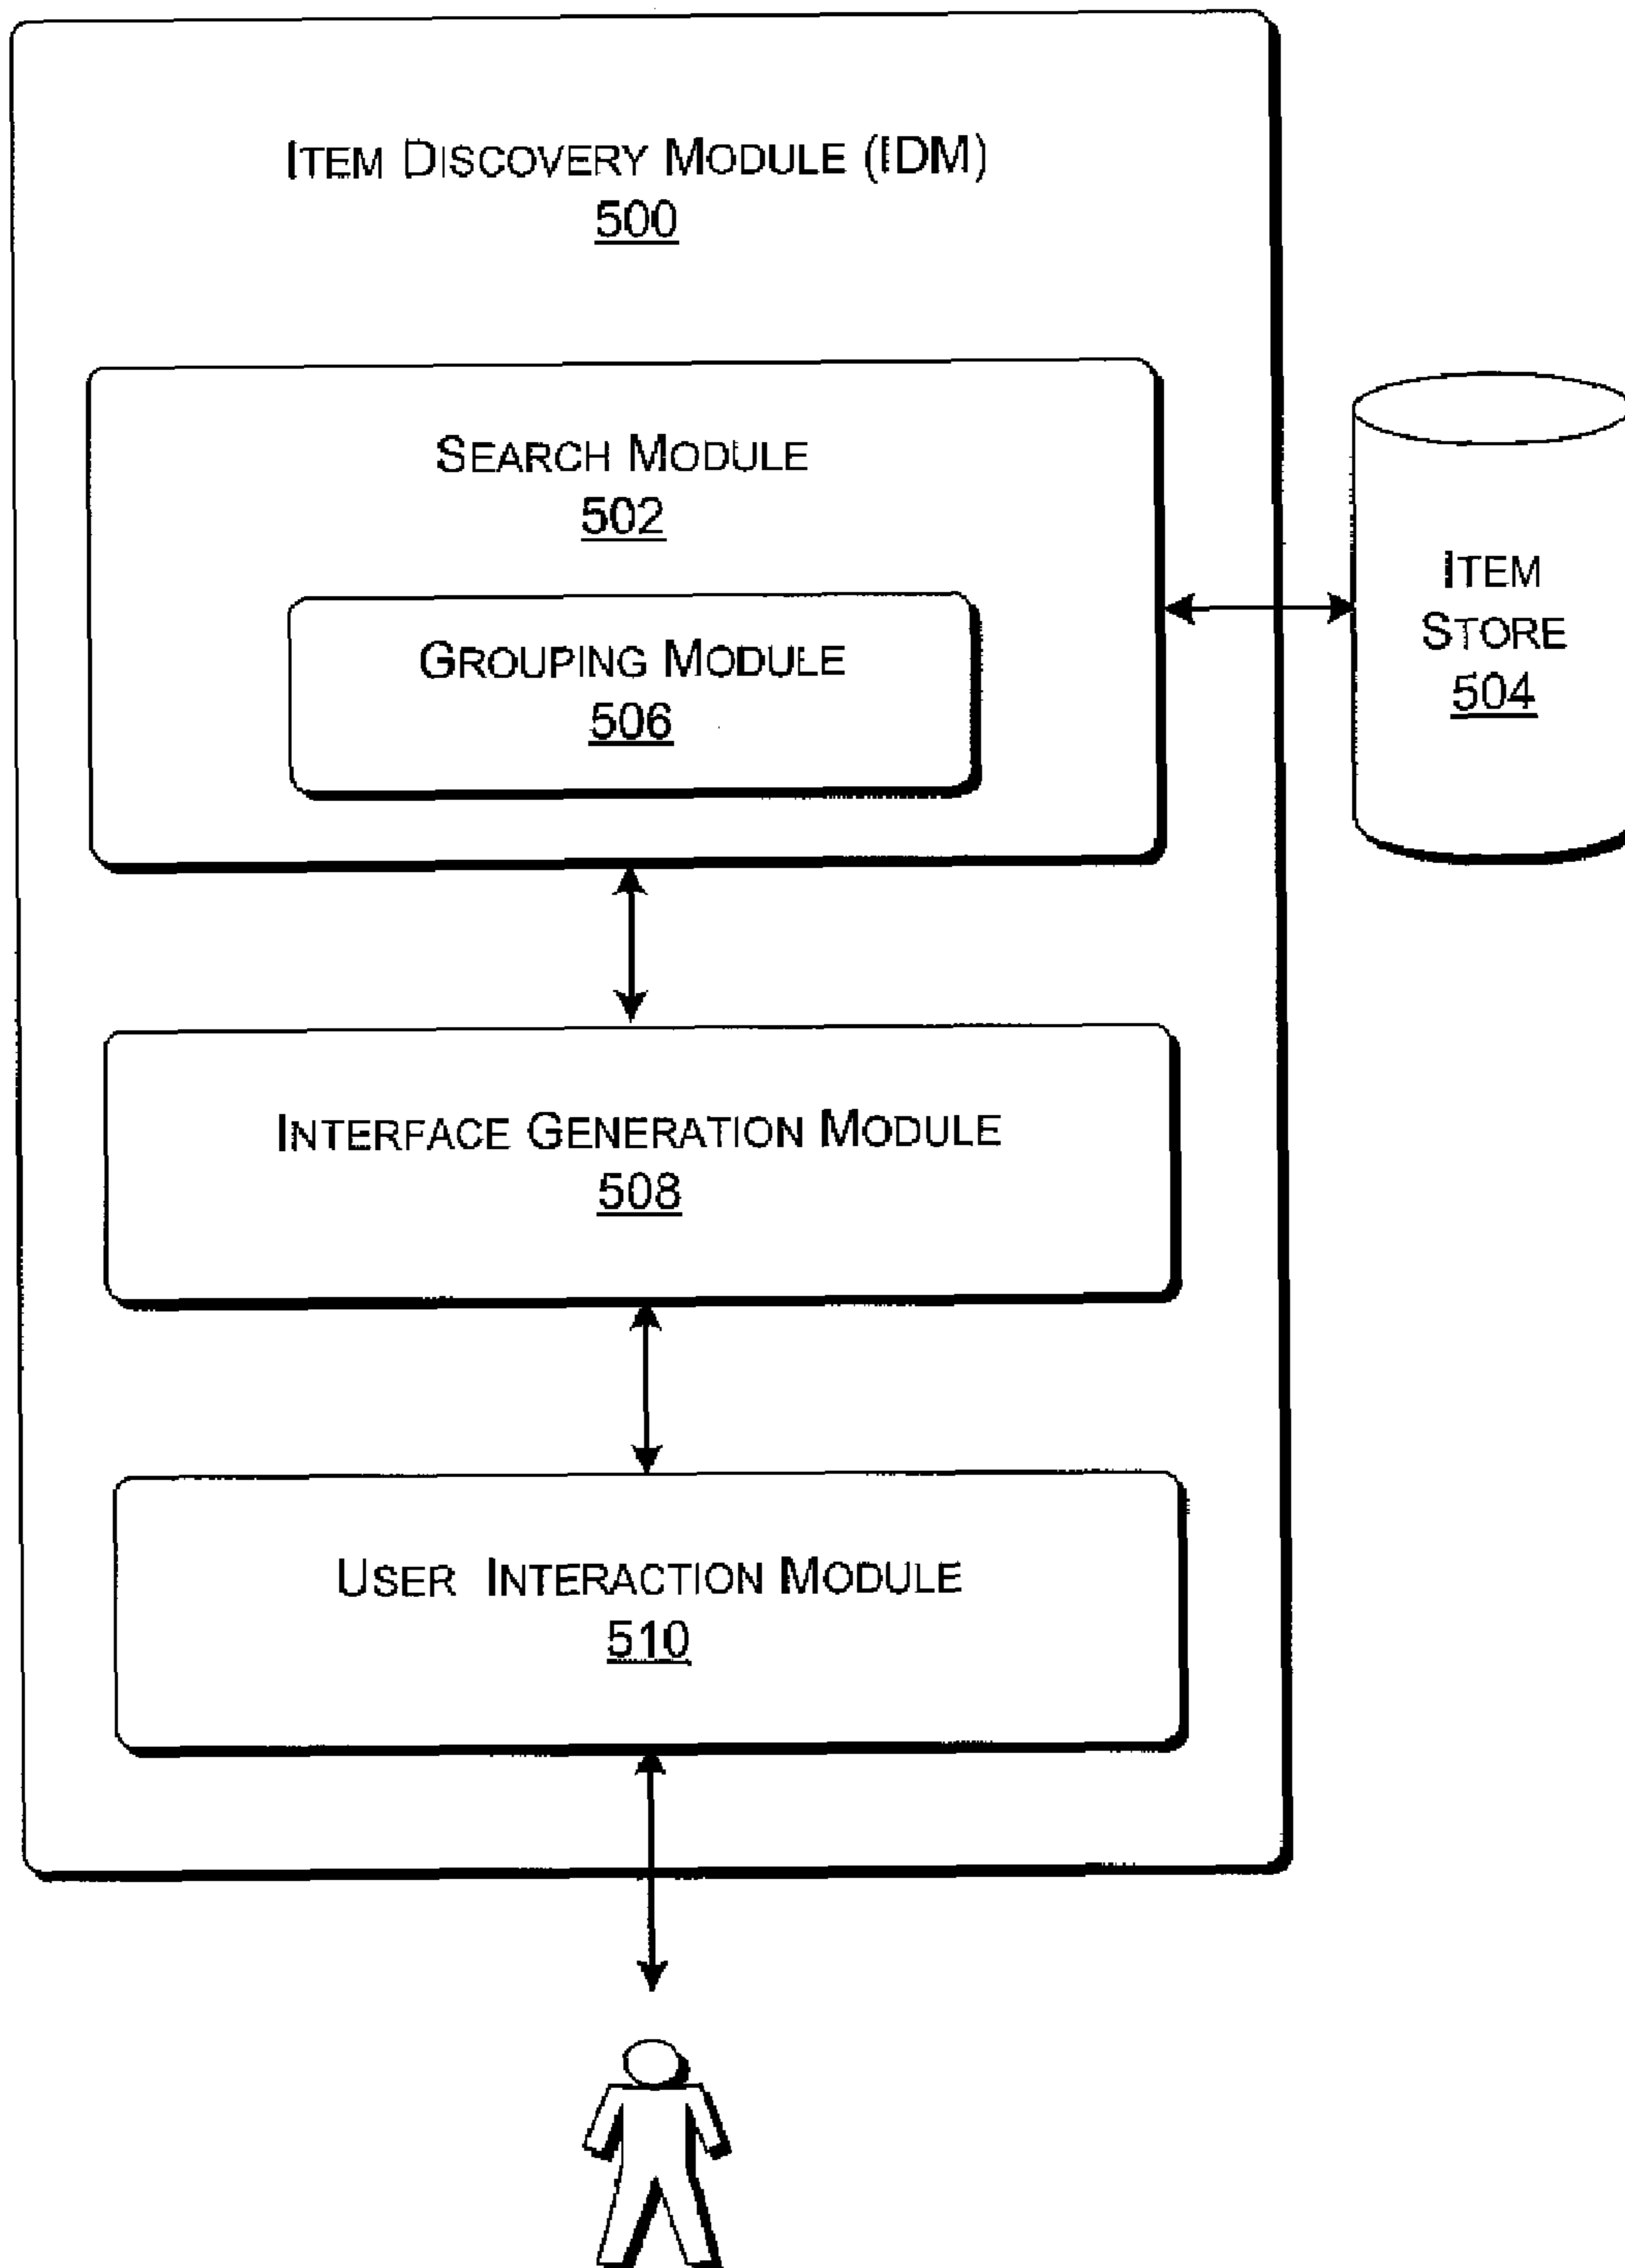 ITEM DISCOVERY MODULE (IDM)
500
SEARCH MODULE
502
GROUPING MODULE
506
ITEM
STORE
504
INTERFACE GENERATION MODULE
508
USER INTERACTION MODULE
510